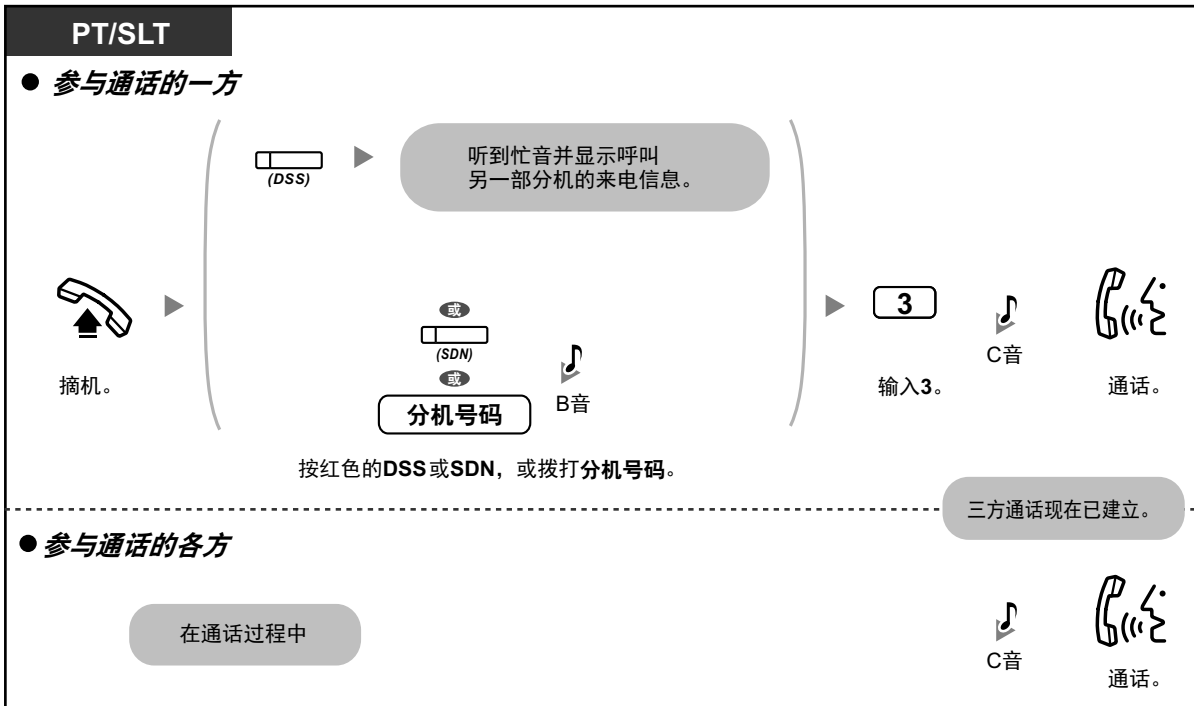 PT/SLT
● 参与通话的一方
(DSS)
听到忙音并显示呼叫
另一部分机的来电信息。
或
(SDN)
或
分机号码
B音
3
C音
摘机。
输入3。
通话。
按红色的DSS或SDN，或拨打分机号码。
三方通话现在已建立。
● 参与通话的各方
在通话过程中
C音
通话。